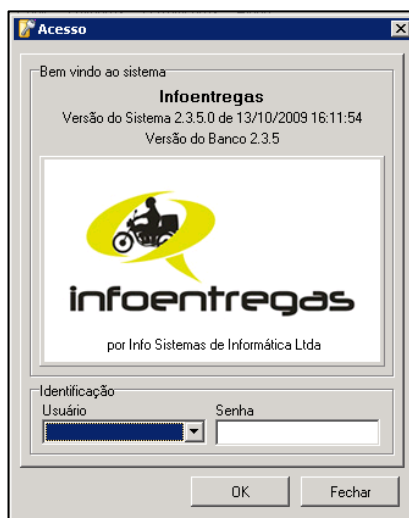 Acesso
Bem vindo ao sistema
Infoentregas
Versão do Sistema 2.3.5.0 de 13/10/2009 16:11:54
Versão do Banco 2.3.5
infoentregas
por Info Sistemas de Informática Ltda
Identificação
Usuário Senha
OK Fechar